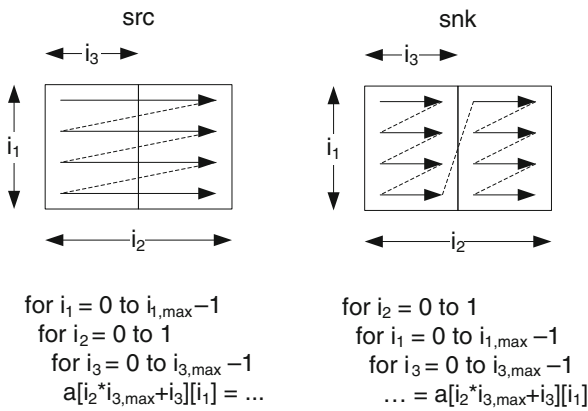 src
i₃
i₁
i₂
for i₁ = 0 to i₁,max–1
for i₂ = 0 to 1
for i₃ = 0 to i₃,max –1
a[i₂*i₃,max+i₃][i₁] = ...
snk
i₃
i₁
i₂
for i₂ = 0 to 1
for i₁ = 0 to i₁,max–1
for i₃ = 0 to i₃,max –1
... = a[i₂*i₃,max+i₃][i₁]